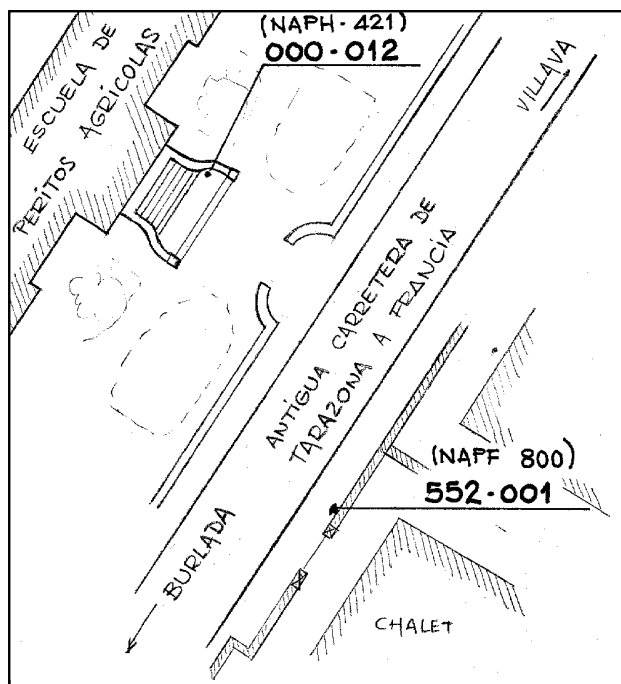 (NAPH-421)
000-012
ESCUELA DE
PERITOS AGRÍCOLAS
VILLAVA
ANTIGUA CARRETERA DE
TARAZONA A FRANCIA
(NAPF 800)
552-001
BURLADA
CHALET